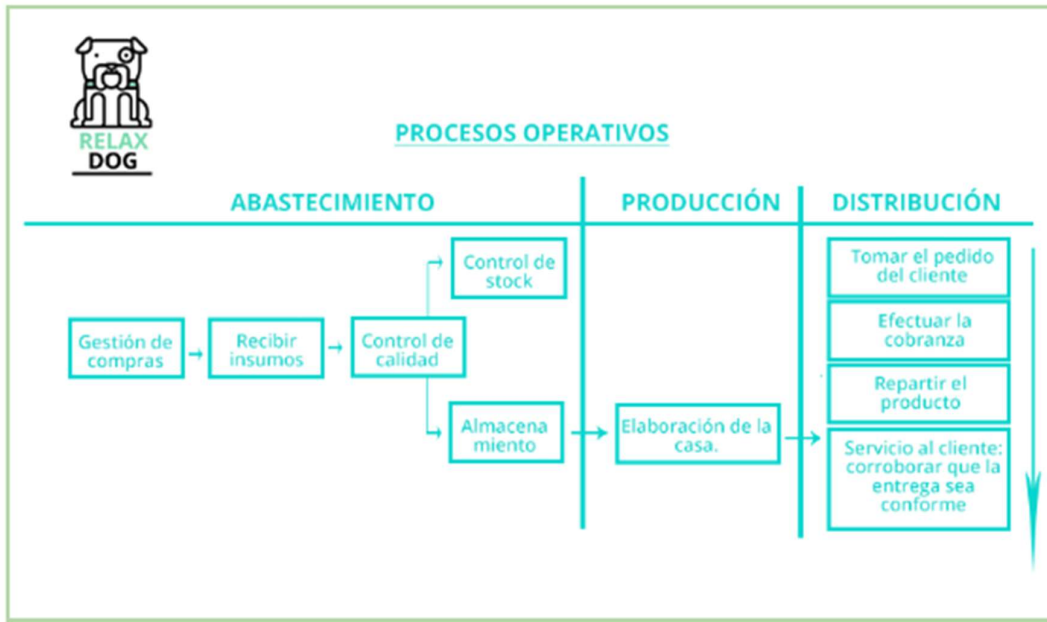 RELAX
DOG
PROCESOS OPERATIVOS
ABASTECIMIENTO
PRODUCCIÓN
DISTRIBUCIÓN
Gestión de
compras
Recibir
insumos
Control de
calidad
Control de
stock
Almacena
miento
Elaboración de la
casa.
Tomar el pedido
del cliente
Efectuar la
cobranza
Repartir el
producto
Servicio al cliente:
corroborar que la
entrega sea
conforme